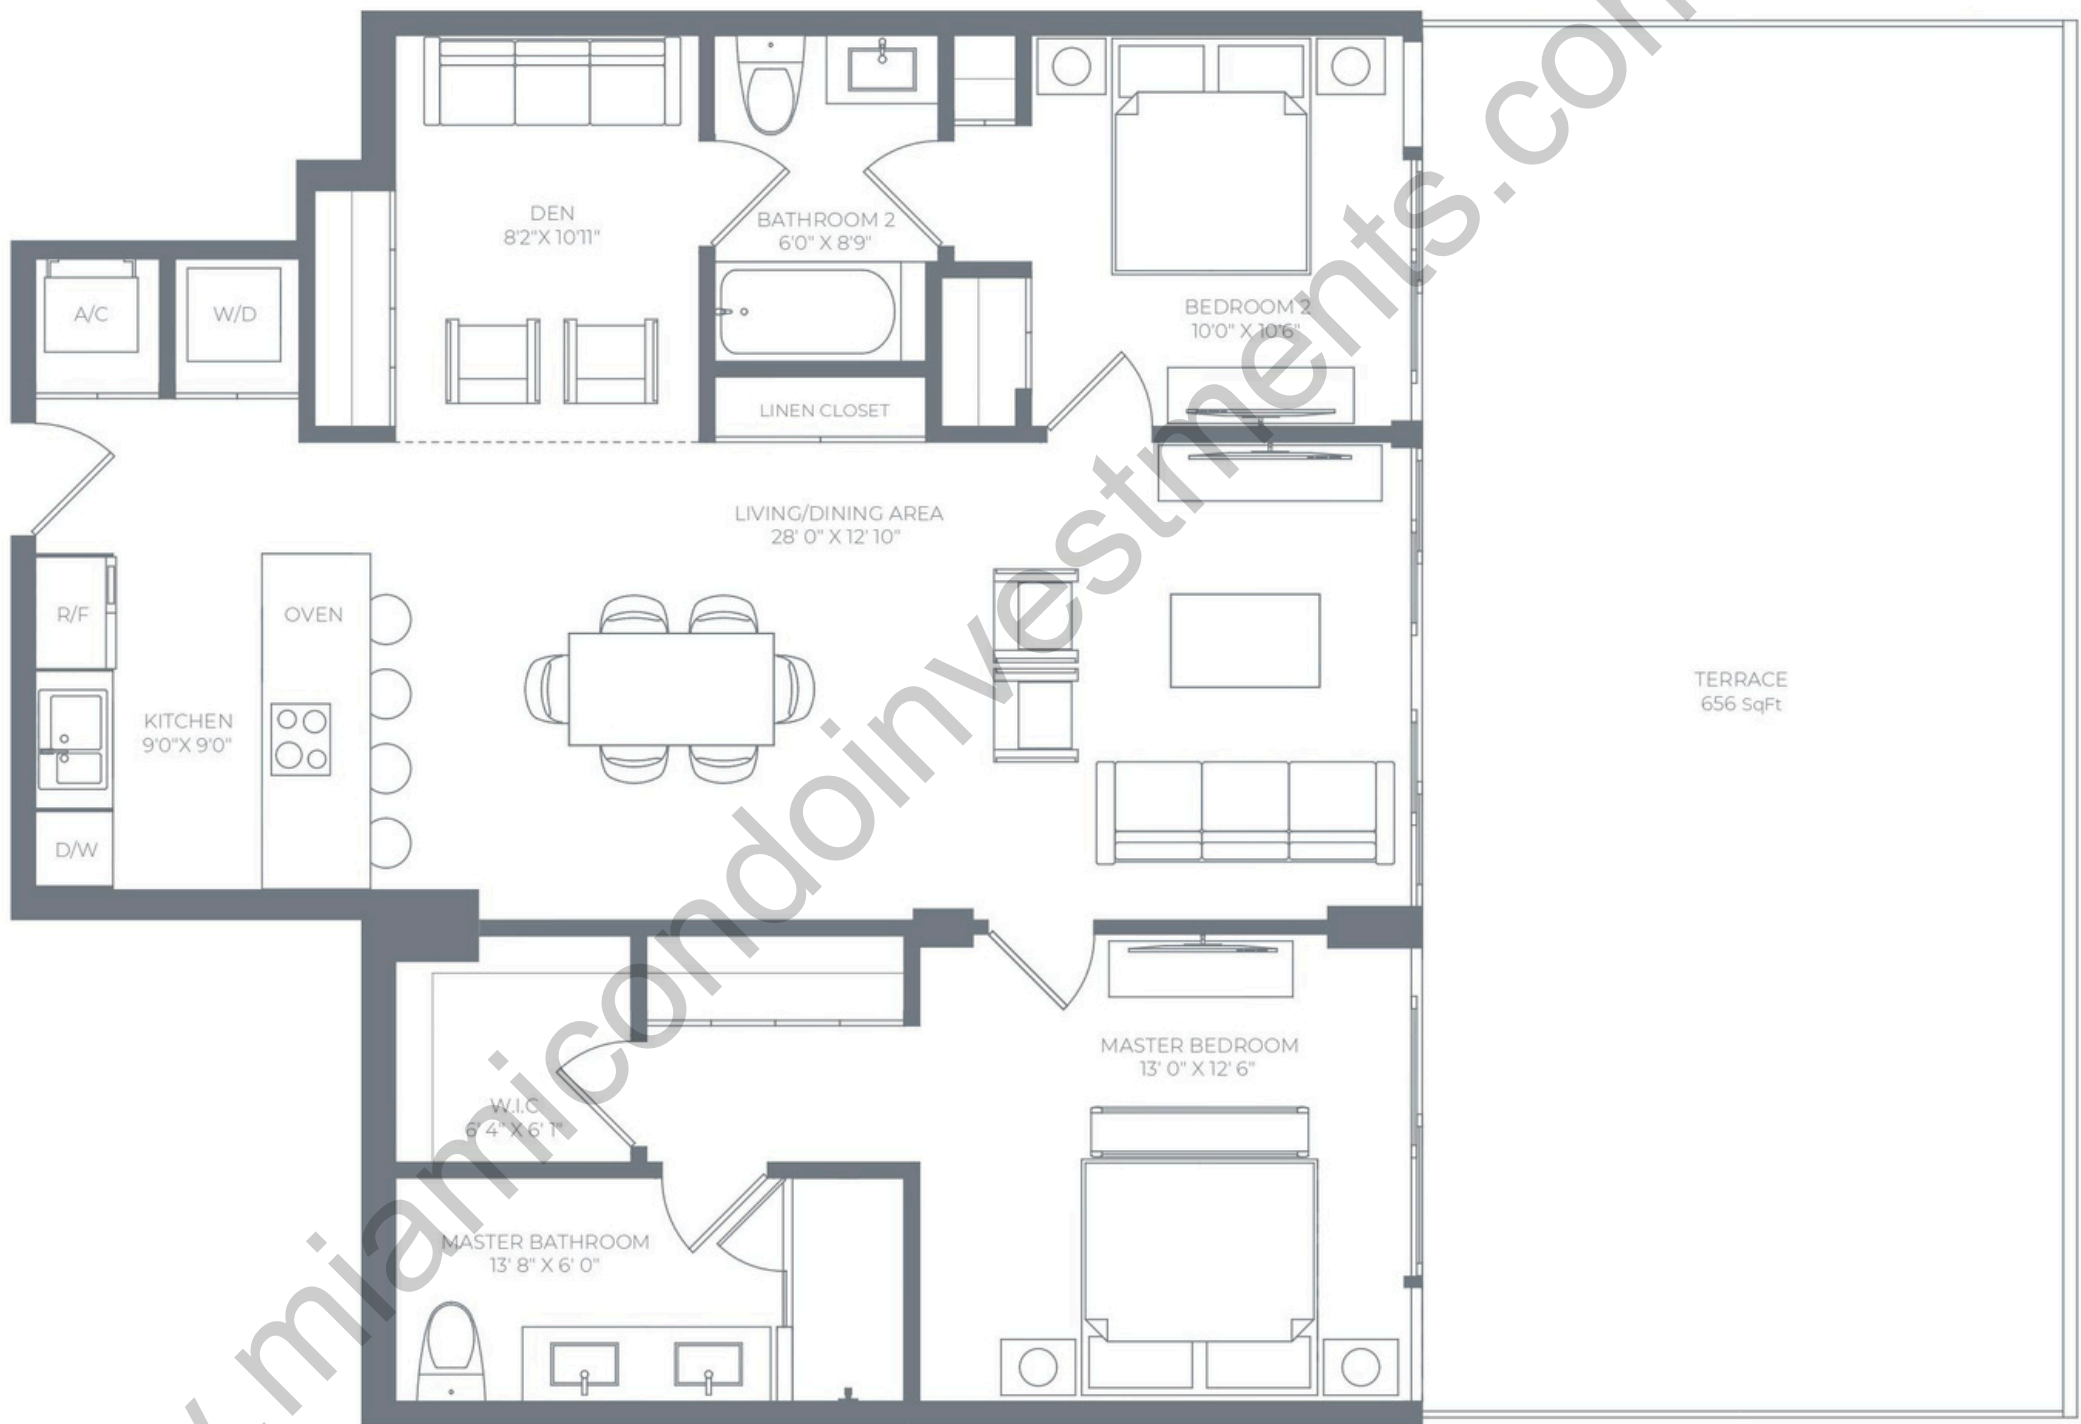 DEN
8'2"X 10'11"
BATHROOM 2
6'0" X 8'9"
A/C
W/D
BEDROOM 2
10'0" X 10'6"
LINEN CLOSET
LIVING/DINING AREA
28' 0" X 12' 10"
R/F
OVEN
KITCHEN
9'0"X 9'0"
D/W
TERRACE
656 SqFt
MASTER BEDROOM
13' 0" X 12' 6"
W.I.C
6' 4" X 6' 1"
MASTER BATHROOM
13' 8" X 6' 0"
.miamicondoinvestments.com